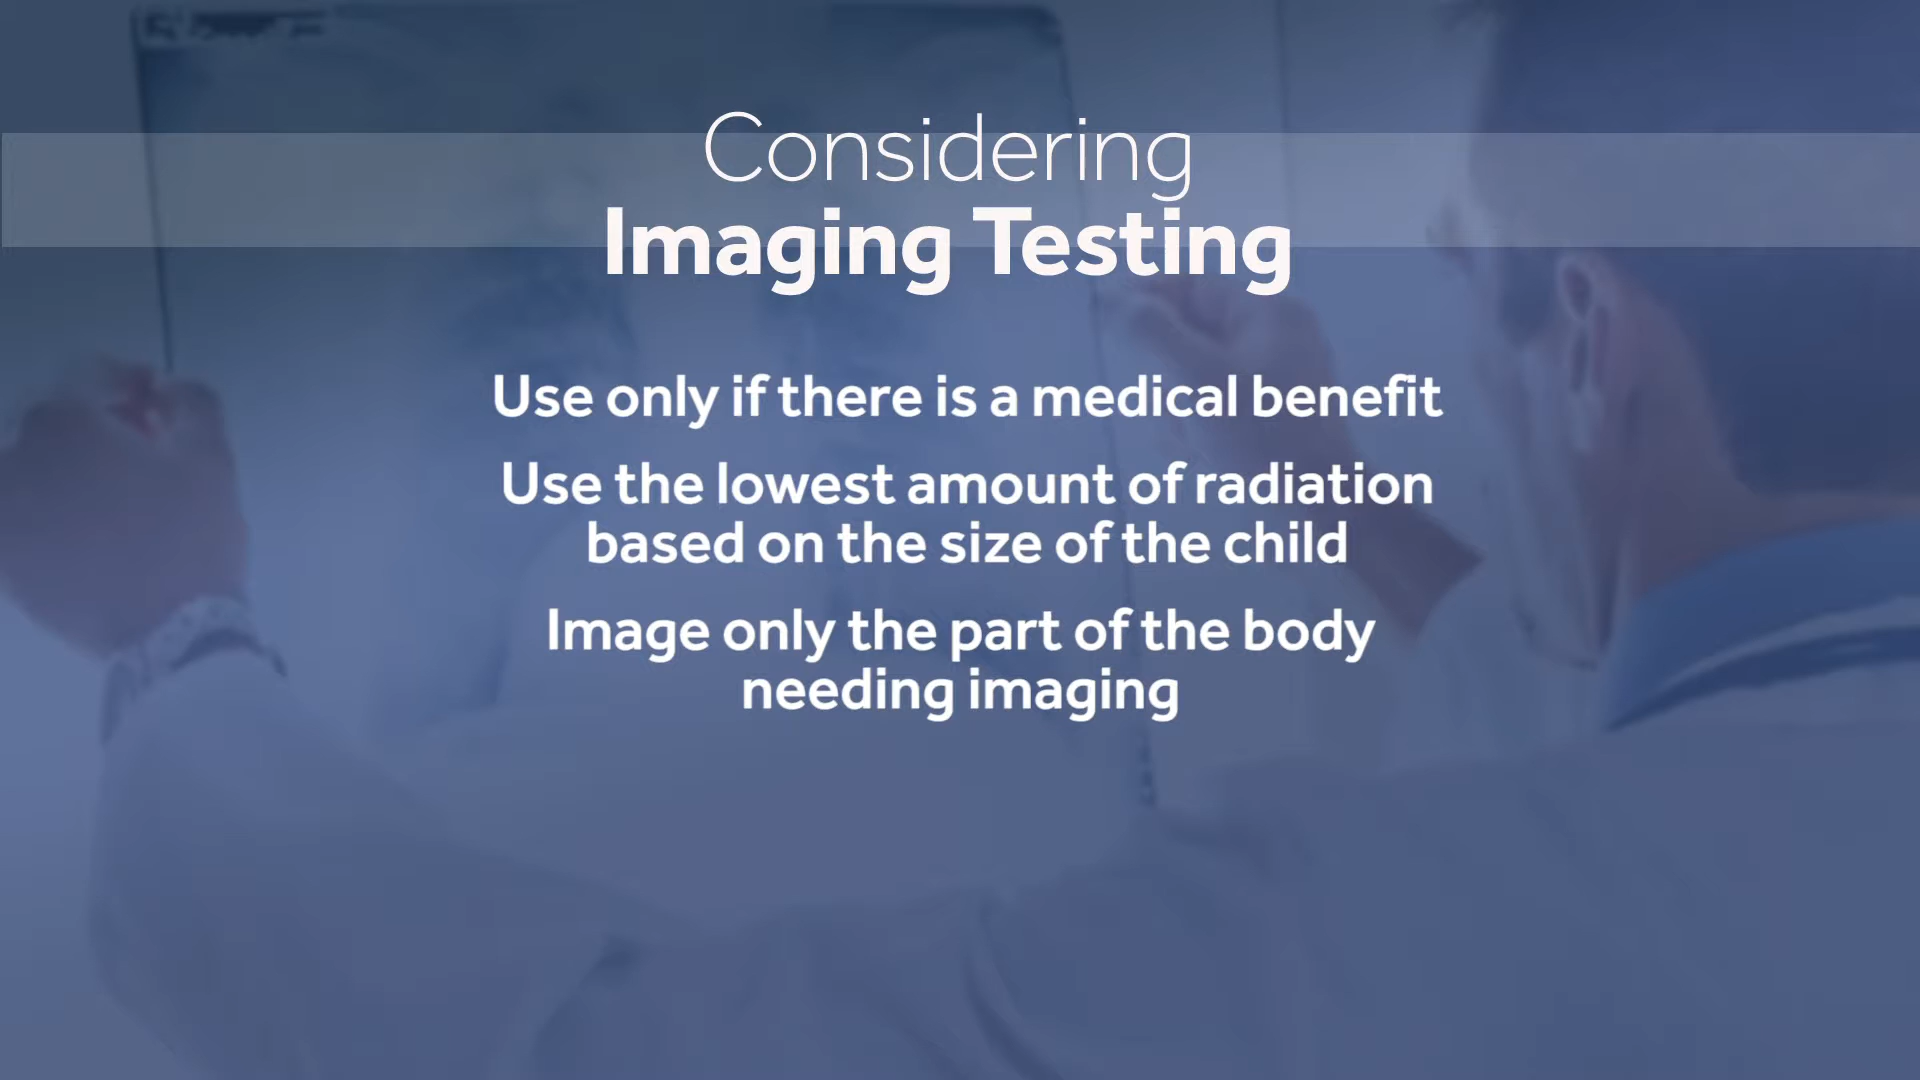 Considering
Imaging Testing
Use only if there is a medical benefit
Use the lowest amount of radiation
based on the size of the child
Image only the part of the body
needing imaging